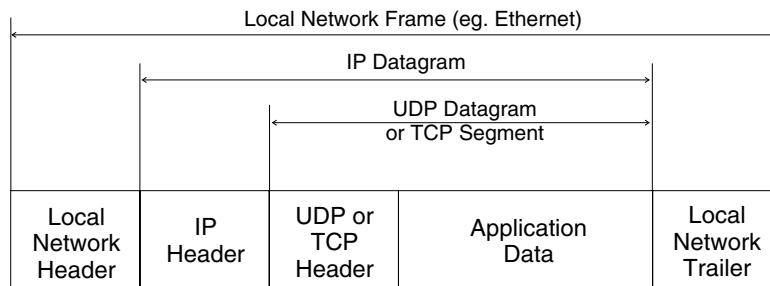 Local Network Frame (eg. Ethernet)
IP Datagram
UDP Datagram
or TCP Segment
Local
Network
Header
IP
Header
UDP or
TCP
Header
Application
Data
Local
Network
Trailer